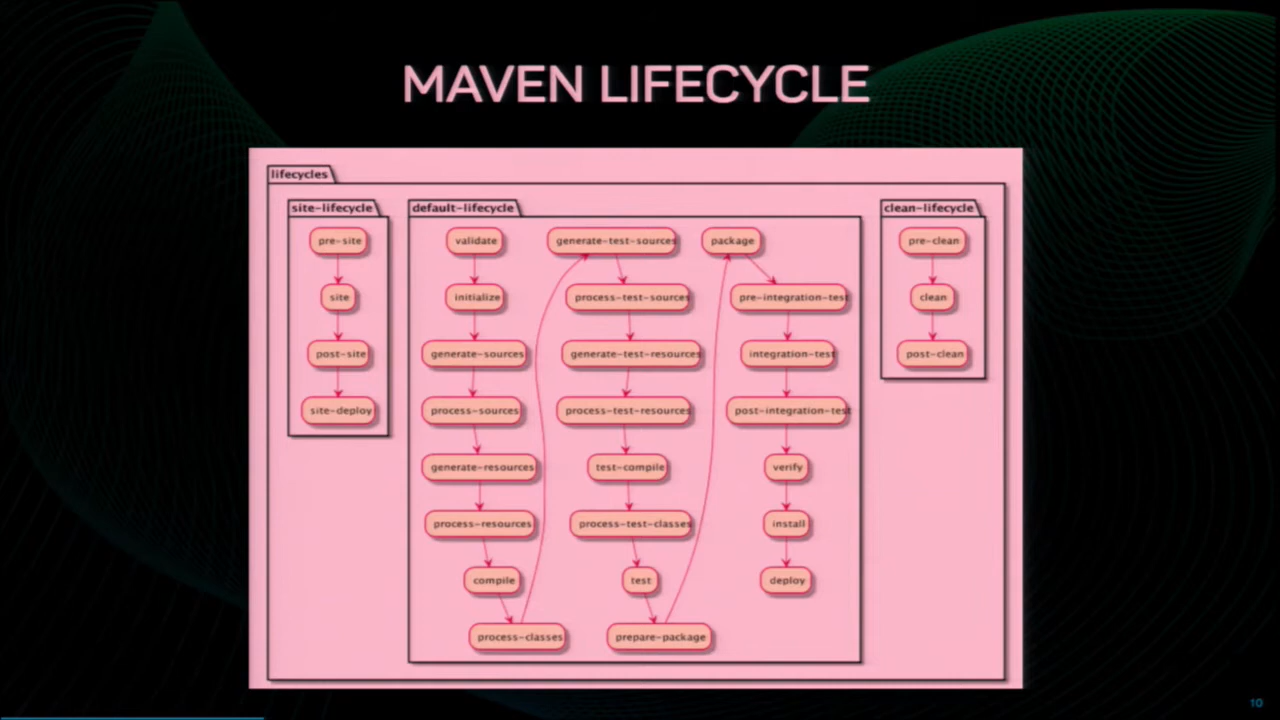 MAVEN LIFECYCLE
lifecycles
site-lifecycle
pre-site
site
post-site
site-deploy
default-lifecycle
validate
initialize
generate-sources
process-sources
generate-resources
process-resources
compile
process-classes
generate-test-sources
process-test-sources
generate-test-resources
process-test-resources
test-compile
process-test-classes
test
prepare-package
package
pre-integration-test
integration-test
post-integration-test
verify
install
deploy
clean-lifecycle
pre-clean
clean
post-clean
10